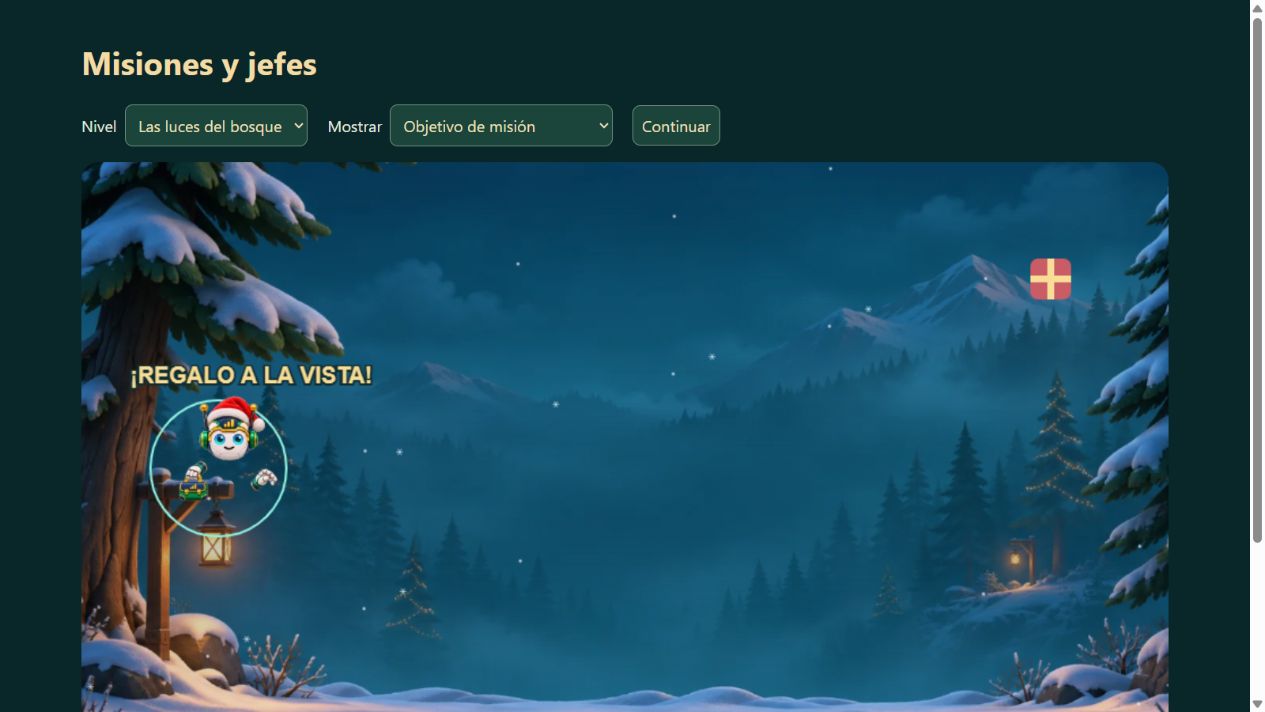 Misiones y jefes
Nivel Las luces del bosque Mostrar Objetivo de misión Continuar
¡REGALO A LA VISTA!